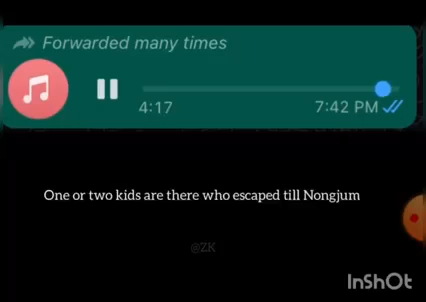 Forwarded many times
4:17
7:42 PM
One or two kids are there who escaped till Nongjum
@ZK
InShOt